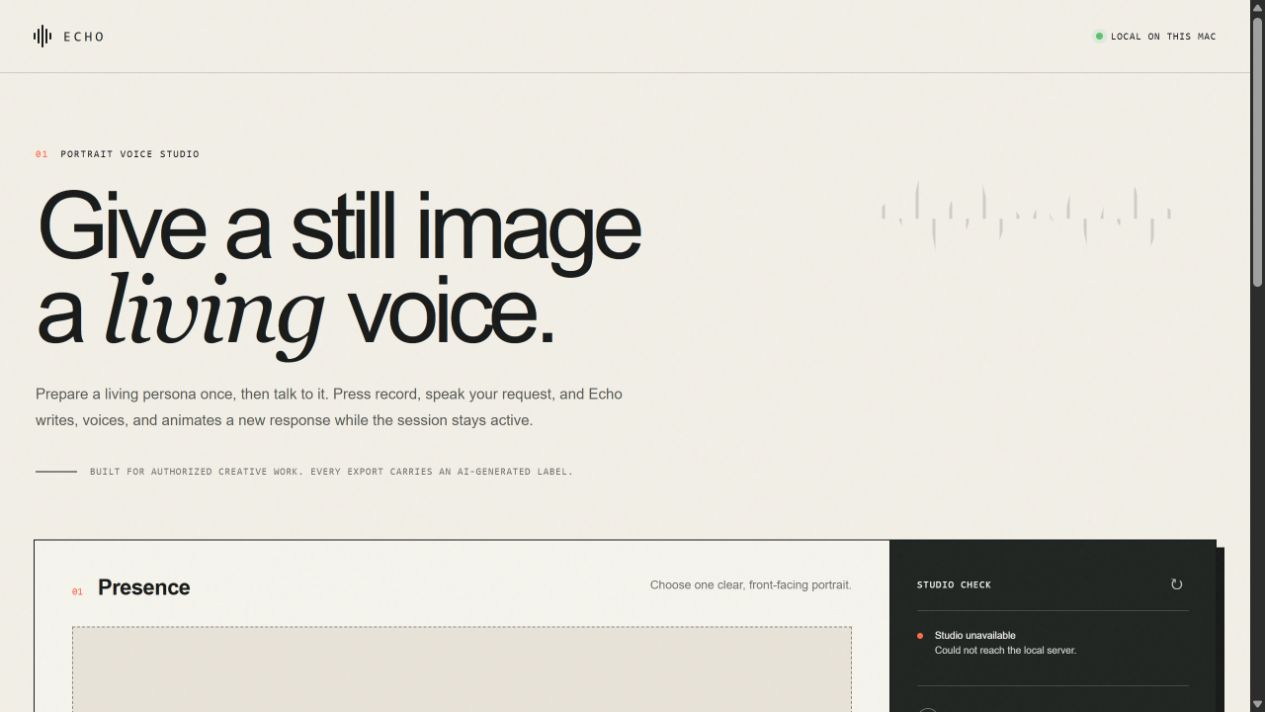 ECHO
LOCAL ON THIS MAC
01 PORTRAIT VOICE STUDIO
Give a still image
a living voice.
Prepare a living persona once, then talk to it. Press record, speak your request, and Echo
writes, voices, and animates a new response while the session stays active.
BUILT FOR AUTHORIZED CREATIVE WORK. EVERY EXPORT CARRIES AN AI-GENERATED LABEL.
01 Presence
Choose one clear, front-facing portrait.
STUDIO CHECK
Studio unavailable
Could not reach the local server.